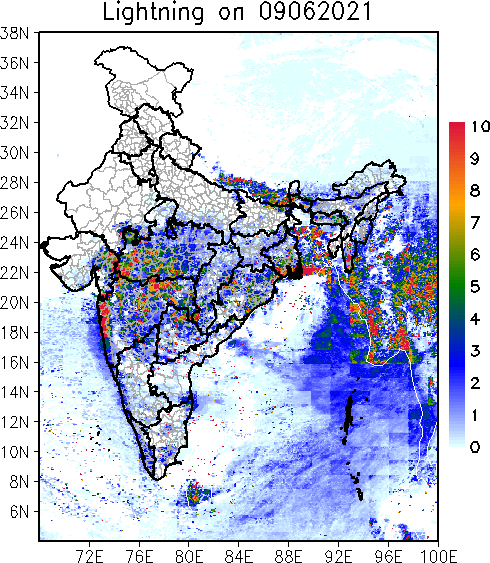 Lightning on 09062021
38N
36N
34N
32N
30N
28N
26N
24N
22N
20N
18N
16N
14N
12N
10N
8N
6N
72E 76E 80E 84E 88E 92E 96E 100E
10
9
8
7
6
5
4
3
2
1
0